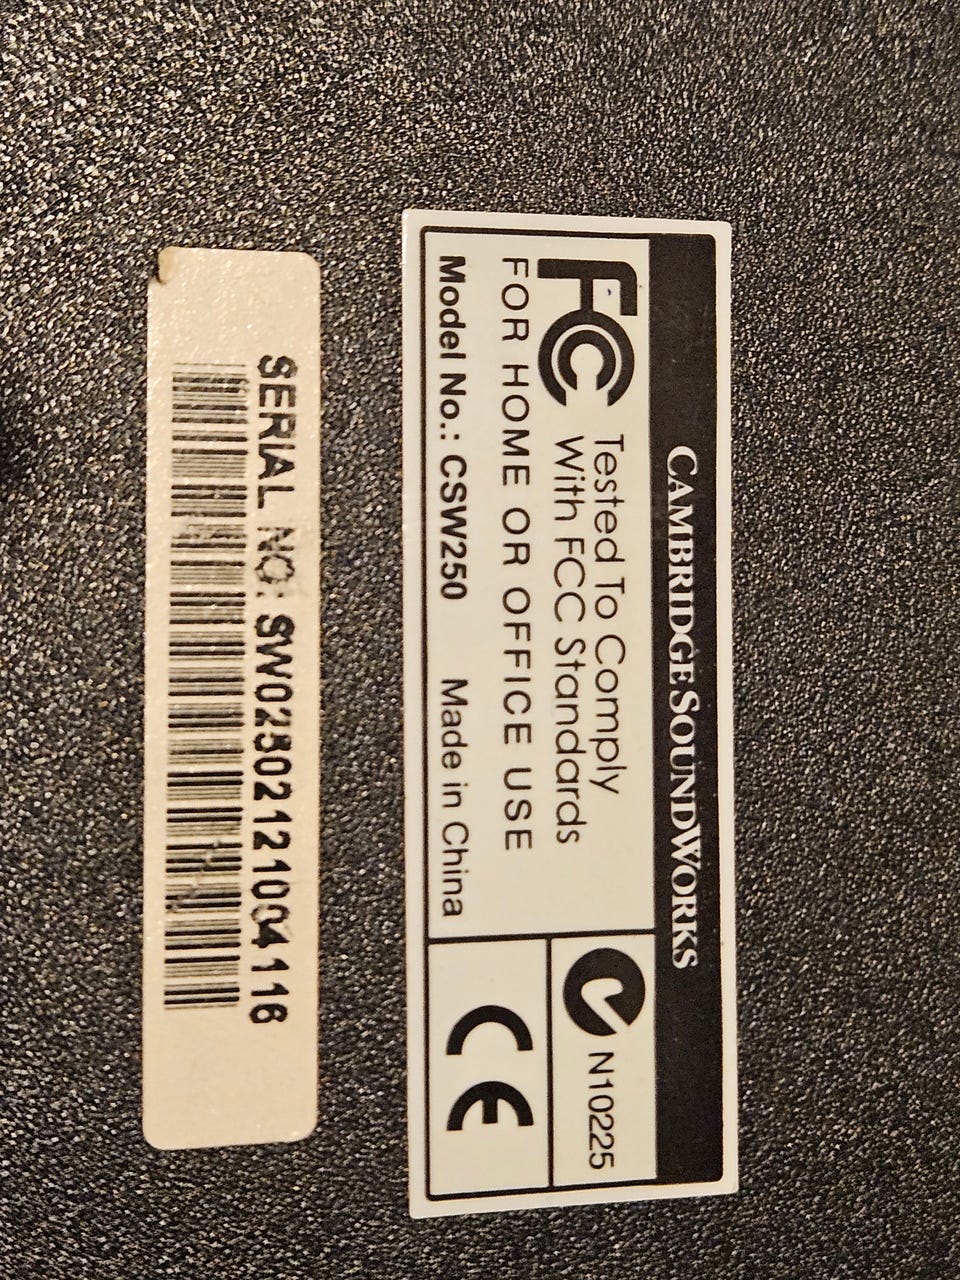 CAMBRIDGE SOUNDWORKS
FC Tested To Comply
With FCC Standards
FOR HOME OR OFFICE USE
Model No.: CSW250 Made in China
N10225
CE
SERIAL NO: SW02502121004116